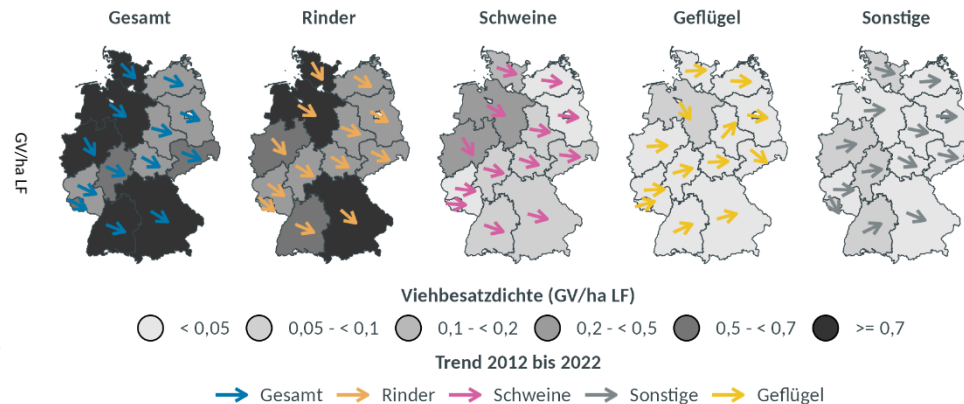 Gesamt Rinder Schweine Geflügel Sonstige
GV/ha LF
Viehbesatzdichte (GV/ha LF)
< 0,05 0,05 - < 0,1 0,1 - < 0,2 0,2 - < 0,5 0,5 - < 0,7 >= 0,7
Trend 2012 bis 2022
Gesamt Rinder Schweine Sonstige Geflügel